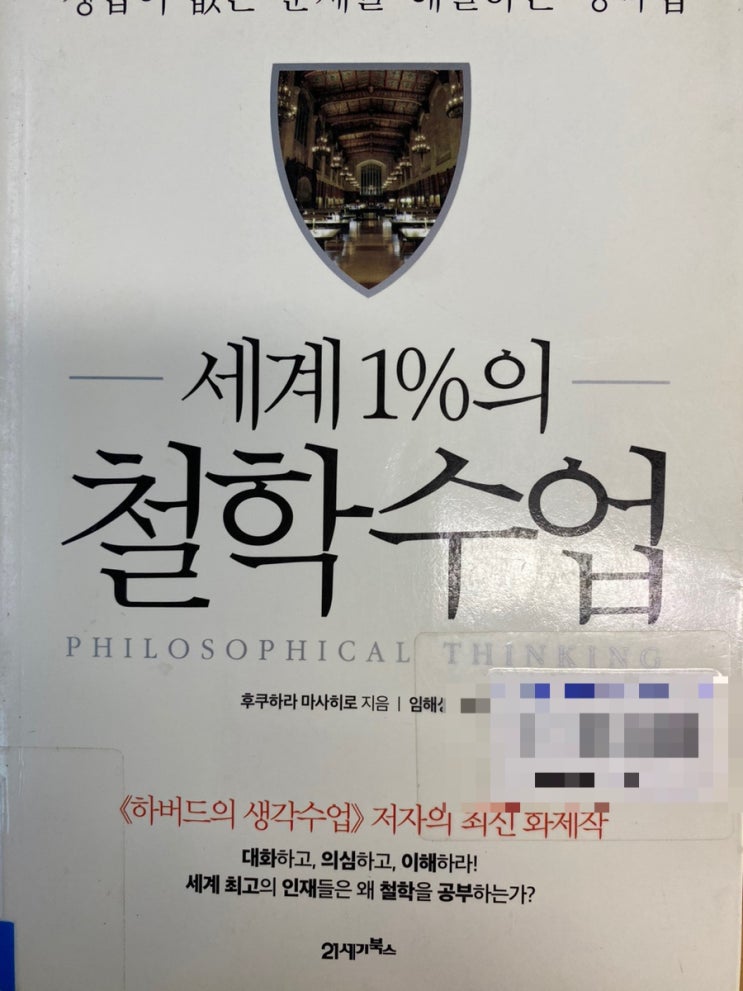 세계 1%의
철학수업
PHILOSOPHICAL THINKING
후쿠하라 마사히로 지음 |
《하버드의 생각수업》 저자의 최신 화제작
대화하고, 의심하고, 이해하라!
세계 최고의 인재들은 왜 철학을 공부하는가?
21세기북스